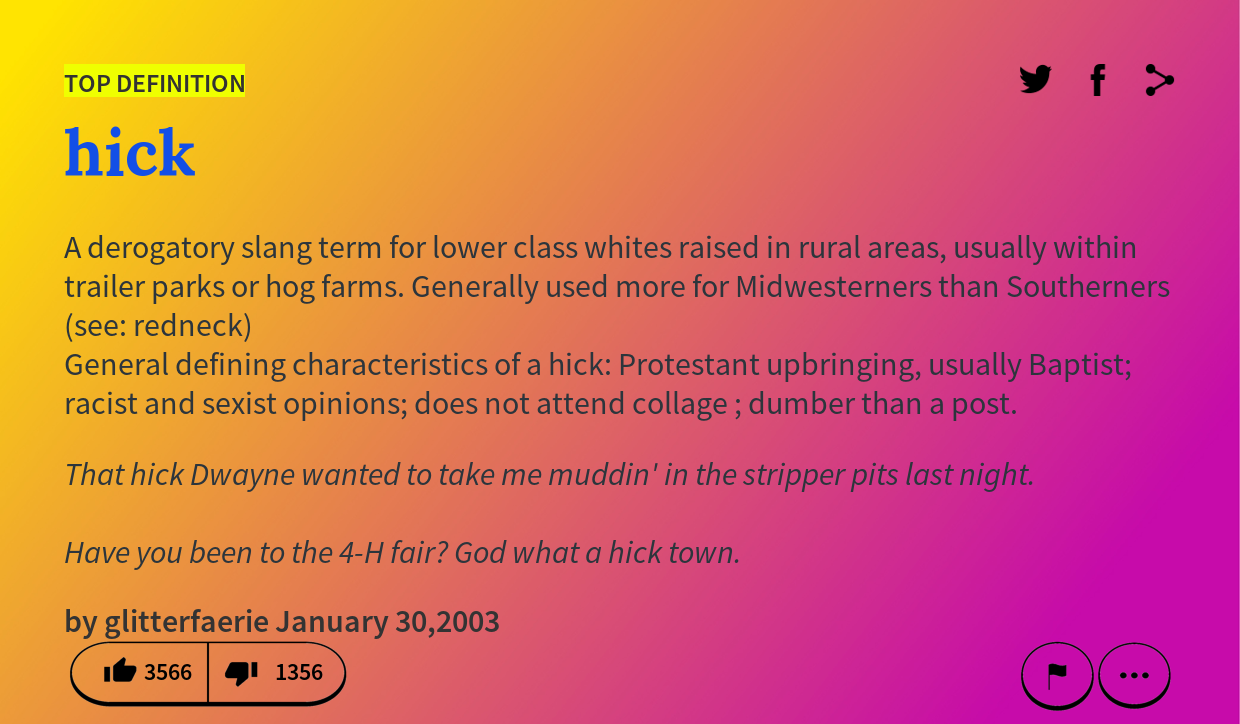 TOP DEFINITION
hick
A derogatory slang term for lower class whites raised in rural areas, usually within
trailer parks or hog farms. Generally used more for Midwesterners than Southerners
(see: redneck)
General defining characteristics of a hick: Protestant upbringing, usually Baptist;
racist and sexist opinions; does not attend collage ; dumber than a post.
That hick Dwayne wanted to take me muddin' in the stripper pits last night.
Have you been to the 4-H fair? God what a hick town.
by glitterfaerie January 30,2003
3566 1356